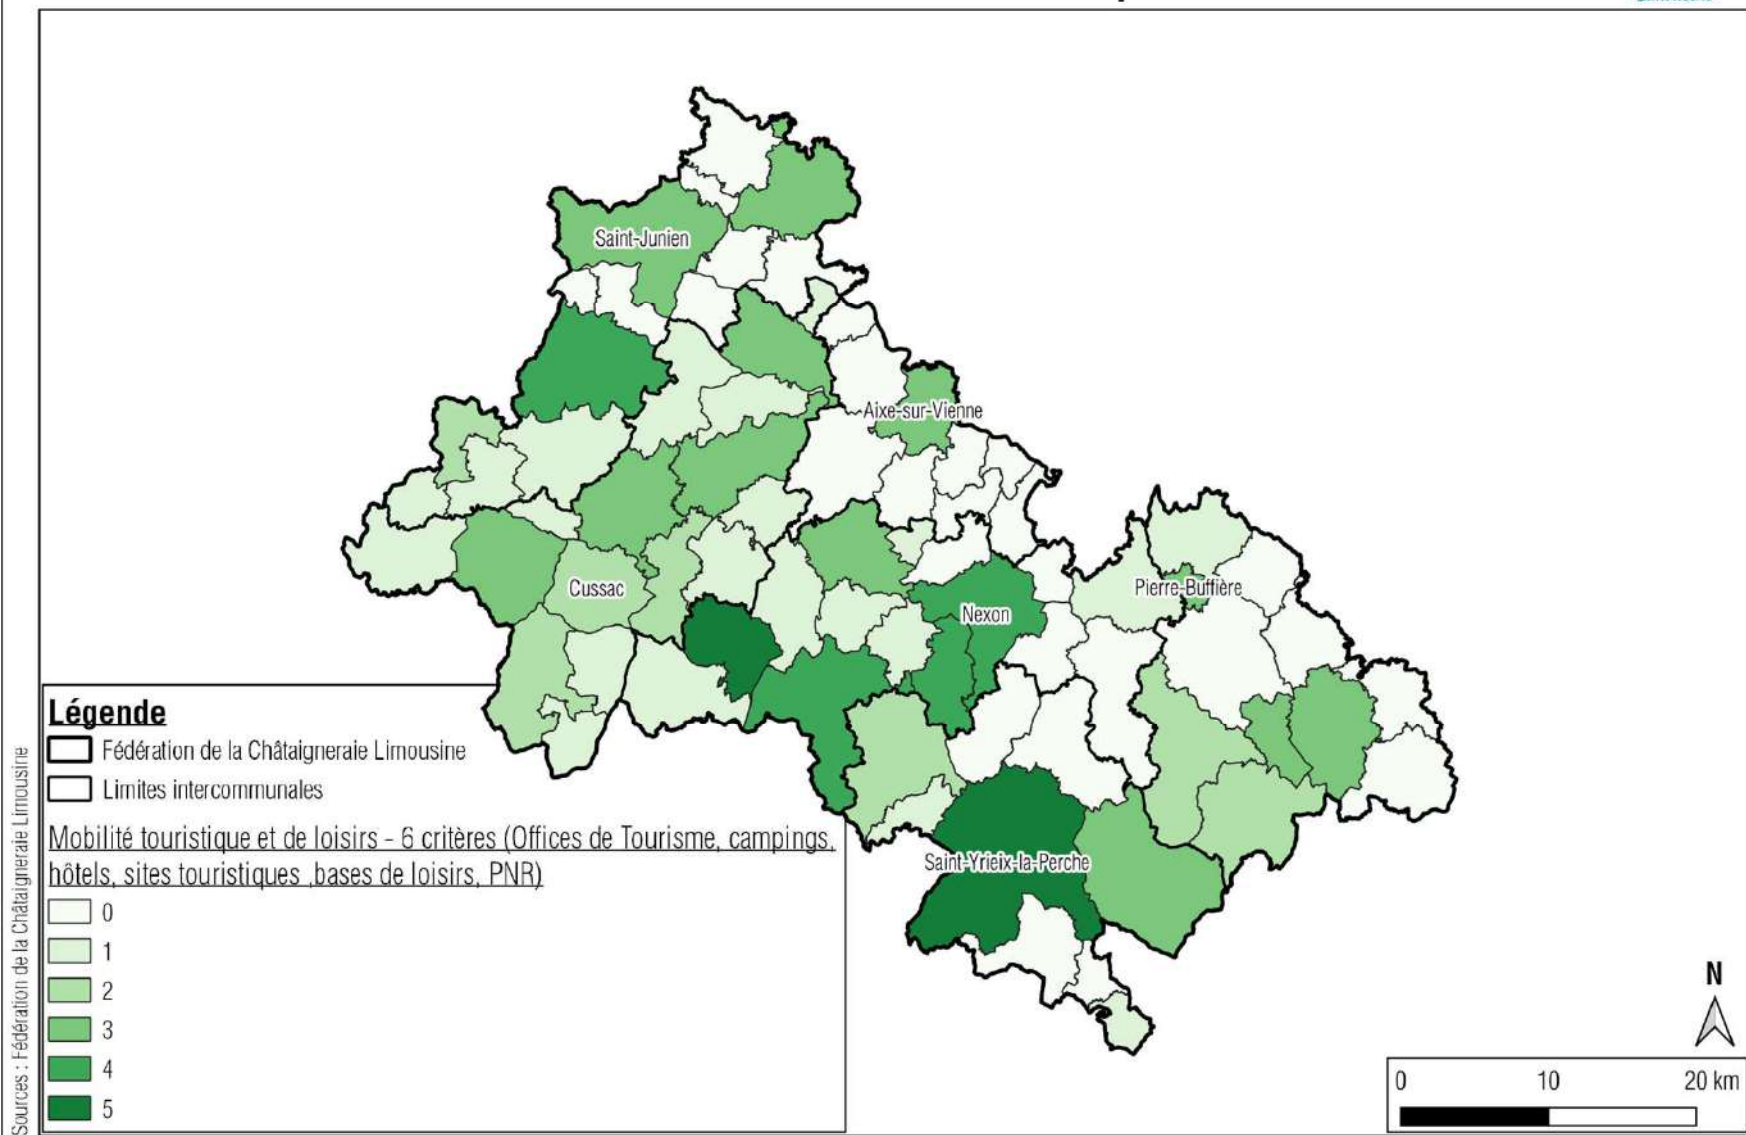 Saint-Junien
Aixe-sur-Vienne
Cussac
Pierre-Buffière
Nexon
Saint-Yrieix-la-Perche
Légende
Fédération de la Châtaigneraie Limousine
Limites intercommunales
Mobilité touristique et de loisirs - 6 critères (Offices de Tourisme, campings,
hôtels, sites touristiques ,bases de loisirs, PNR)
0
1
2
3
4
5
Sources : Fédération de la Châtaigneraie Limousine
N
0 10 20 km